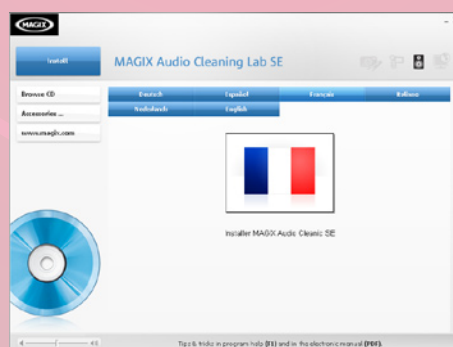 MAGIX
Install
MAGIX Audio Cleaning Lab SE
Browse CD
Accessories ...
www.magix.com
Deutsch Español Français Italiano
Nederlands English
Installer MAGIX Audio Cleanic SE
Tips & tricks in program help (F1) and in the electronic manual (PDF).